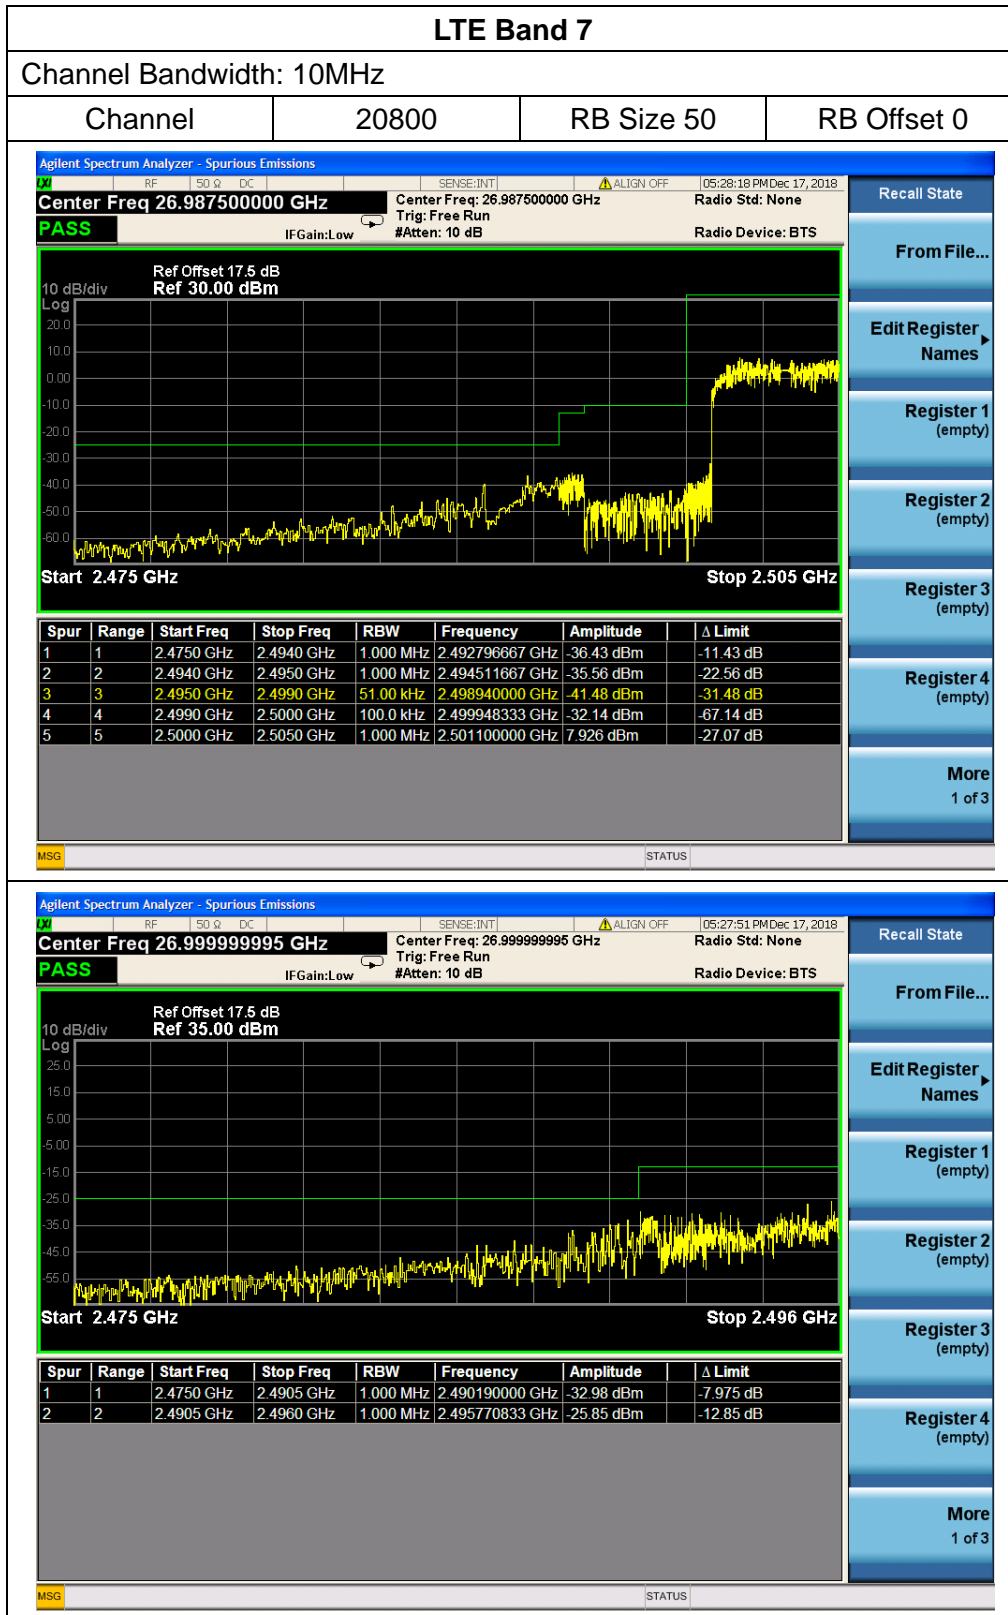 LTE Band 7
Channel Bandwidth: 10MHz
Channel 20800 RB Size 50 RB Offset 0
Agilent Spectrum Analyzer - Spurious Emissions
LXI RF 50 Ω DC SENSE:INT ALIGN OFF 05:28:18 PM Dec 17, 2018
Center Freq 26.987500000 GHz Center Freq: 26.987500000 GHz Radio Std: None
Trig: Free Run
PASS IFGain:Low #Atten: 10 dB Radio Device: BTS
Ref Offset 17.5 dB
10 dB/div Ref 30.00 dBm
Log
20.0
10.0
0.00
-10.0
-20.0
-30.0
-40.0
-50.0
-60.0
Start 2.475 GHz Stop 2.505 GHz
Spur Range Start Freq Stop Freq RBW Frequency Amplitude Δ Limit
1 1 2.4750 GHz 2.4940 GHz 1.000 MHz 2.492796667 GHz -36.43 dBm -11.43 dB
2 2 2.4940 GHz 2.4950 GHz 1.000 MHz 2.494511667 GHz -35.56 dBm -22.56 dB
3 3 2.4950 GHz 2.4990 GHz 51.00 kHz 2.498940000 GHz -41.48 dBm -31.48 dB
4 4 2.4990 GHz 2.5000 GHz 100.0 kHz 2.499948333 GHz -32.14 dBm -67.14 dB
5 5 2.5000 GHz 2.5050 GHz 1.000 MHz 2.501100000 GHz 7.926 dBm -27.07 dB
MSG STATUS
Recall State
From File...
Edit Register
Names
Register 1
(empty)
Register 2
(empty)
Register 3
(empty)
Register 4
(empty)
More
1 of 3
Agilent Spectrum Analyzer - Spurious Emissions
LXI RF 50 Ω DC SENSE:INT ALIGN OFF 05:27:51 PM Dec 17, 2018
Center Freq 26.999999995 GHz Center Freq: 26.999999995 GHz Radio Std: None
Trig: Free Run
PASS IFGain:Low #Atten: 10 dB Radio Device: BTS
Ref Offset 17.5 dB
10 dB/div Ref 35.00 dBm
Log
25.0
15.0
5.00
-5.00
-15.0
-25.0
-35.0
-45.0
-55.0
Start 2.475 GHz Stop 2.496 GHz
Spur Range Start Freq Stop Freq RBW Frequency Amplitude Δ Limit
1 1 2.4750 GHz 2.4905 GHz 1.000 MHz 2.490190000 GHz -32.98 dBm -7.975 dB
2 2 2.4905 GHz 2.4960 GHz 1.000 MHz 2.495770833 GHz -25.85 dBm -12.85 dB
MSG STATUS
Recall State
From File...
Edit Register
Names
Register 1
(empty)
Register 2
(empty)
Register 3
(empty)
Register 4
(empty)
More
1 of 3